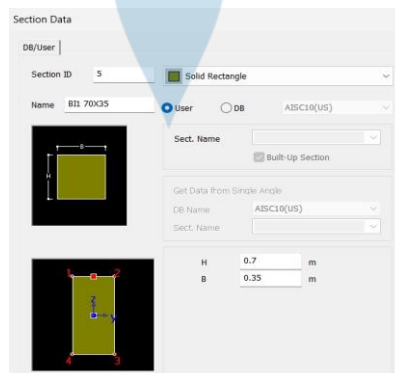 Section Data
DB/User
Section ID 5 Solid Rectangle
Name BI1 70X35 User DB AISC10(US)
Sect. Name
Built-Up Section
Get Data from Single Angle
DB Name AISC10(US)
Sect. Name
B
H
H 0.7 m
B 0.35 m
1 2
z
y
4 3